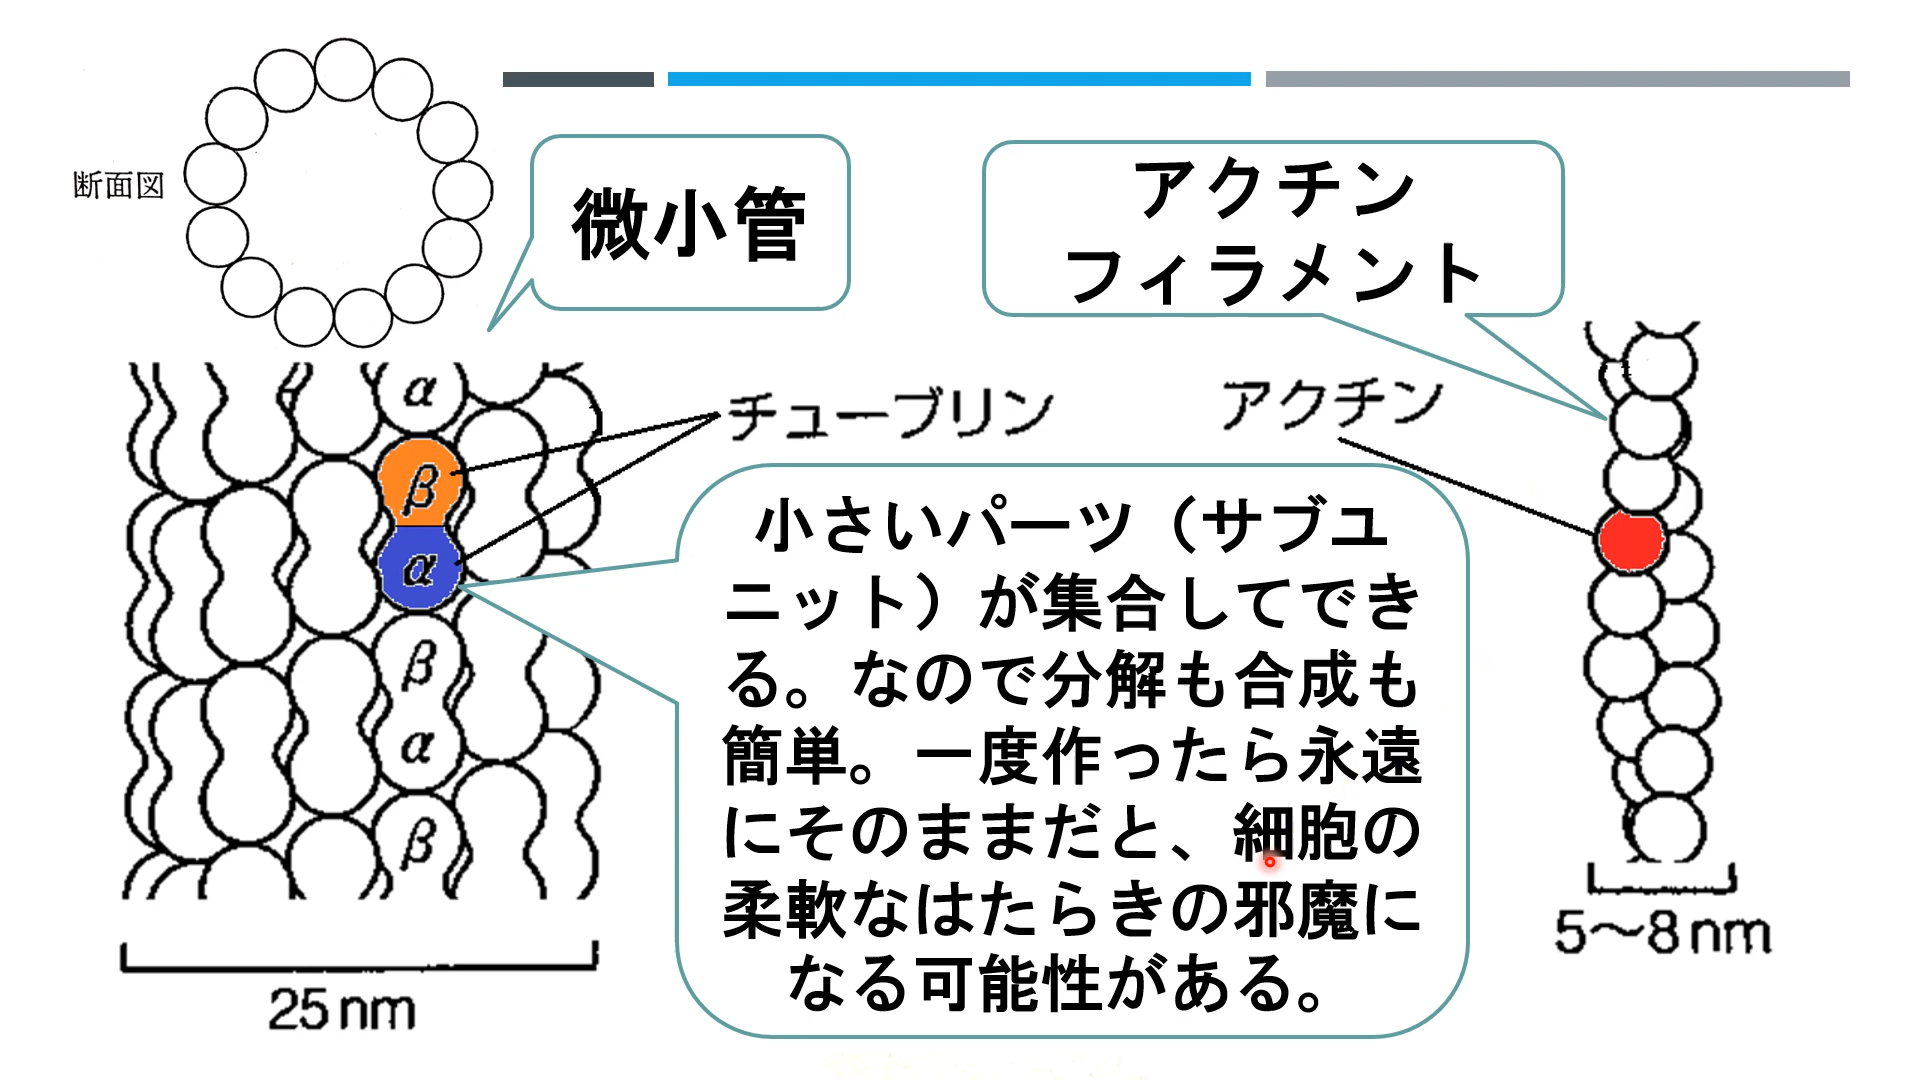 断面図
微小管
アクチン
フィラメント
α
チューブリン
アクチン
β
α
β
α
β
小さいパーツ（サブユ
ニット）が集合してでき
る。なので分解も合成も
簡単。一度作ったら永遠
にそのままだと、細胞の
柔軟なはたらきの邪魔に
なる可能性がある。
5～8nm
25nm